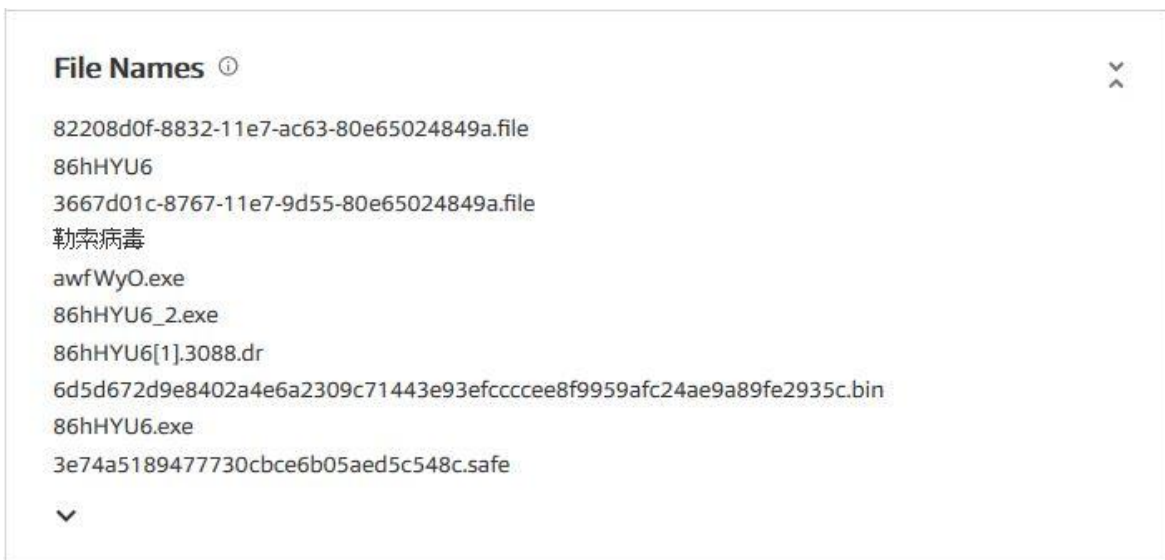 File Names
82208d0f-8832-11e7-ac63-80e65024849a.file
86hHYU6
3667d01c-8767-11e7-9d55-80e65024849a.file
勒索病毒
awfWyO.exe
86hHYU6_2.exe
86hHYU6[1].3088.dr
6d5d672d9e8402a4e6a2309c71443e93efccccee8f9959afc24ae9a89fe2935c.bin
86hHYU6.exe
3e74a5189477730cbce6b05aed5c548c.safe